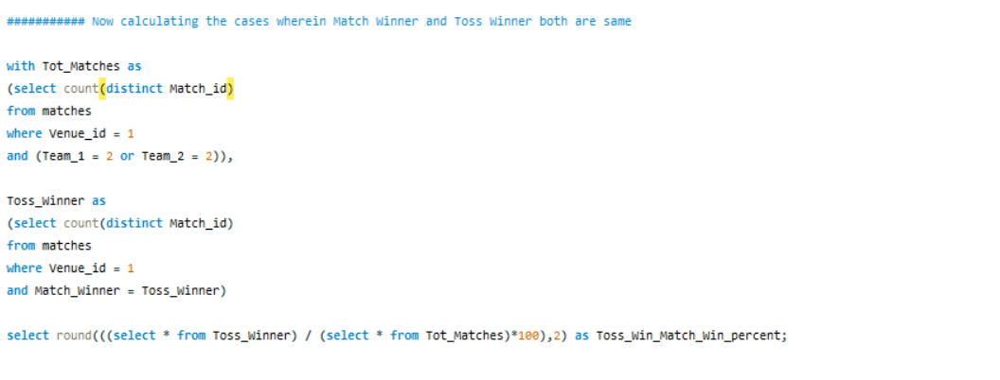 ########### Now calculating the cases wherein Match Winner and Toss Winner both are same
with Tot_Matches as
(select count(distinct Match_id)
from matches
where Venue_id = 1
and (Team_1 = 2 or Team_2 = 2)),
Toss_Winner as
(select count(distinct Match_id)
from matches
where Venue_id = 1
and Match_Winner = Toss_Winner)
select round(((select * from Toss_Winner) / (select * from Tot_Matches)*100),2) as Toss_Win_Match_Win_percent;